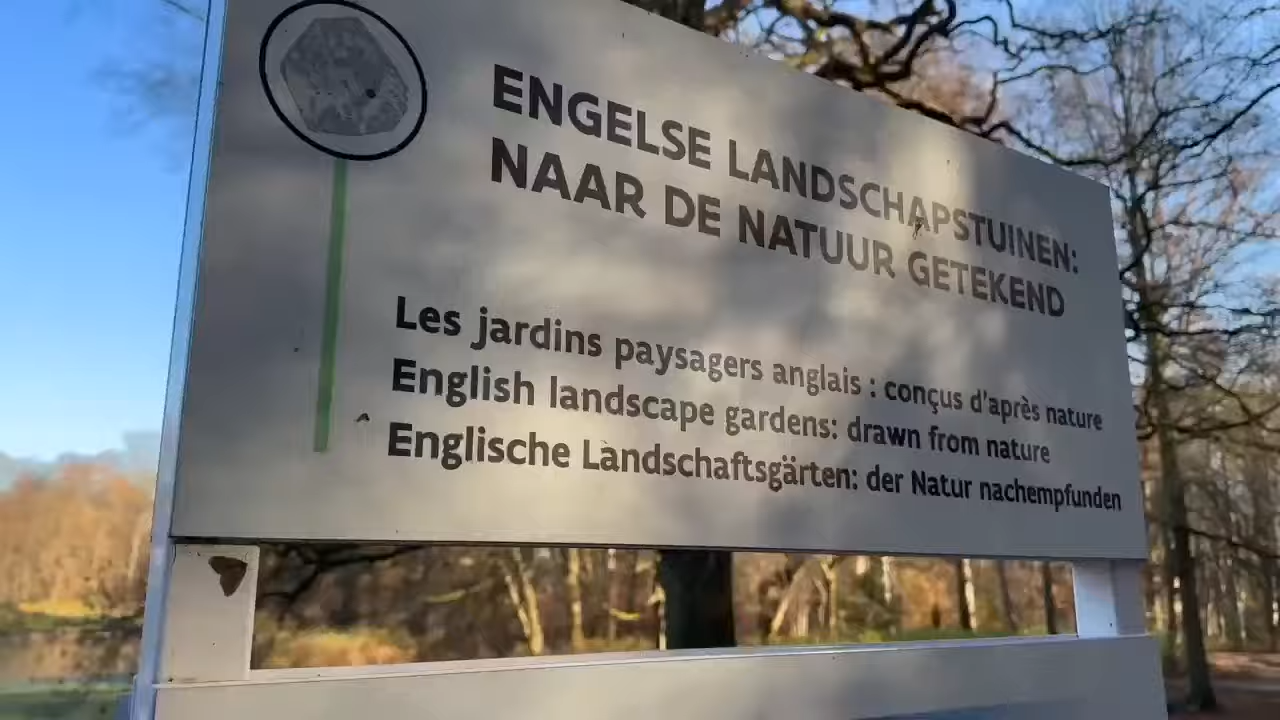 ENGELSE LANDSCHAPSTUINEN:
NAAR DE NATUUR GETEKEND
Les jardins paysagers anglais : conçus d'après nature
English landscape gardens: drawn from nature
Englische Landschaftsgärten: der Natur nachempfunden